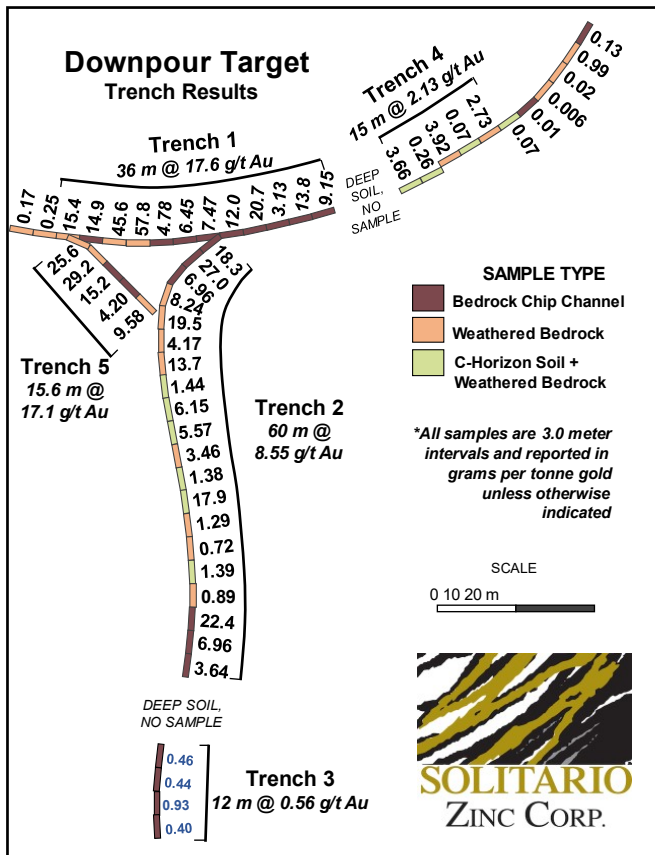 Downpour Target
Trench Results
Trench 4
15 m @ 2.13 g/t Au
3.66
0.26
3.92
0.07
2.73
0.07
0.01
0.006
0.02
0.99
0.13
DEEP
SOIL,
NO
SAMPLE
Trench 1
36 m @ 17.6 g/t Au
0.17
0.25
15.4
14.9
45.6
57.8
4.78
6.45
7.47
12.0
20.7
3.13
13.8
9.15
25.6
29.2
15.2
4.20
9.58
Trench 5
15.6 m @
17.1 g/t Au
18.3
27.0
6.96
8.24
19.5
4.17
13.7
1.44
6.15
5.57
3.46
1.38
17.9
1.29
0.72
1.39
0.89
22.4
6.96
3.64
Trench 2
60 m @
8.55 g/t Au
SAMPLE TYPE
Bedrock Chip Channel
Weathered Bedrock
C-Horizon Soil +
Weathered Bedrock
*All samples are 3.0 meter
intervals and reported in
grams per tonne gold
unless otherwise
indicated
SCALE
0 10 20 m
DEEP SOIL,
NO SAMPLE
0.46
0.44
0.93
0.40
Trench 3
12 m @ 0.56 g/t Au
SOLITARIO
ZINC CORP.